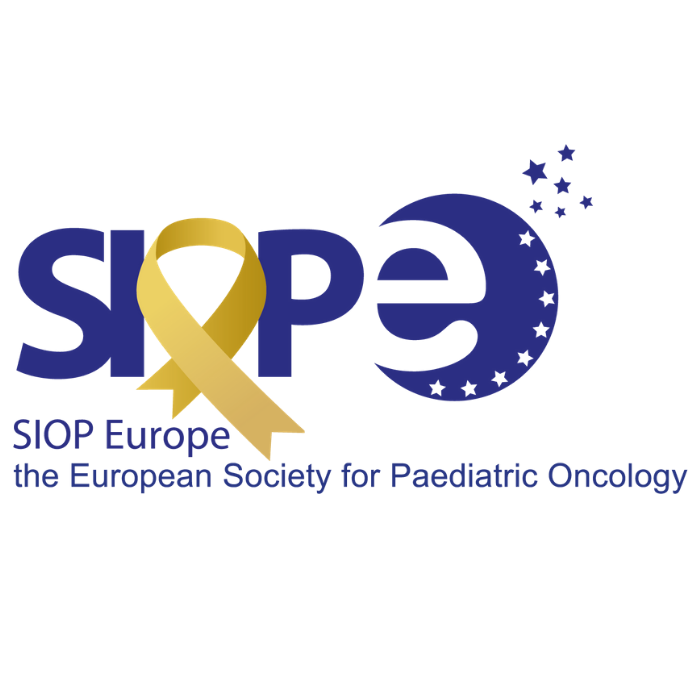 SIOPe
SIOP Europe
the European Society for Paediatric Oncology